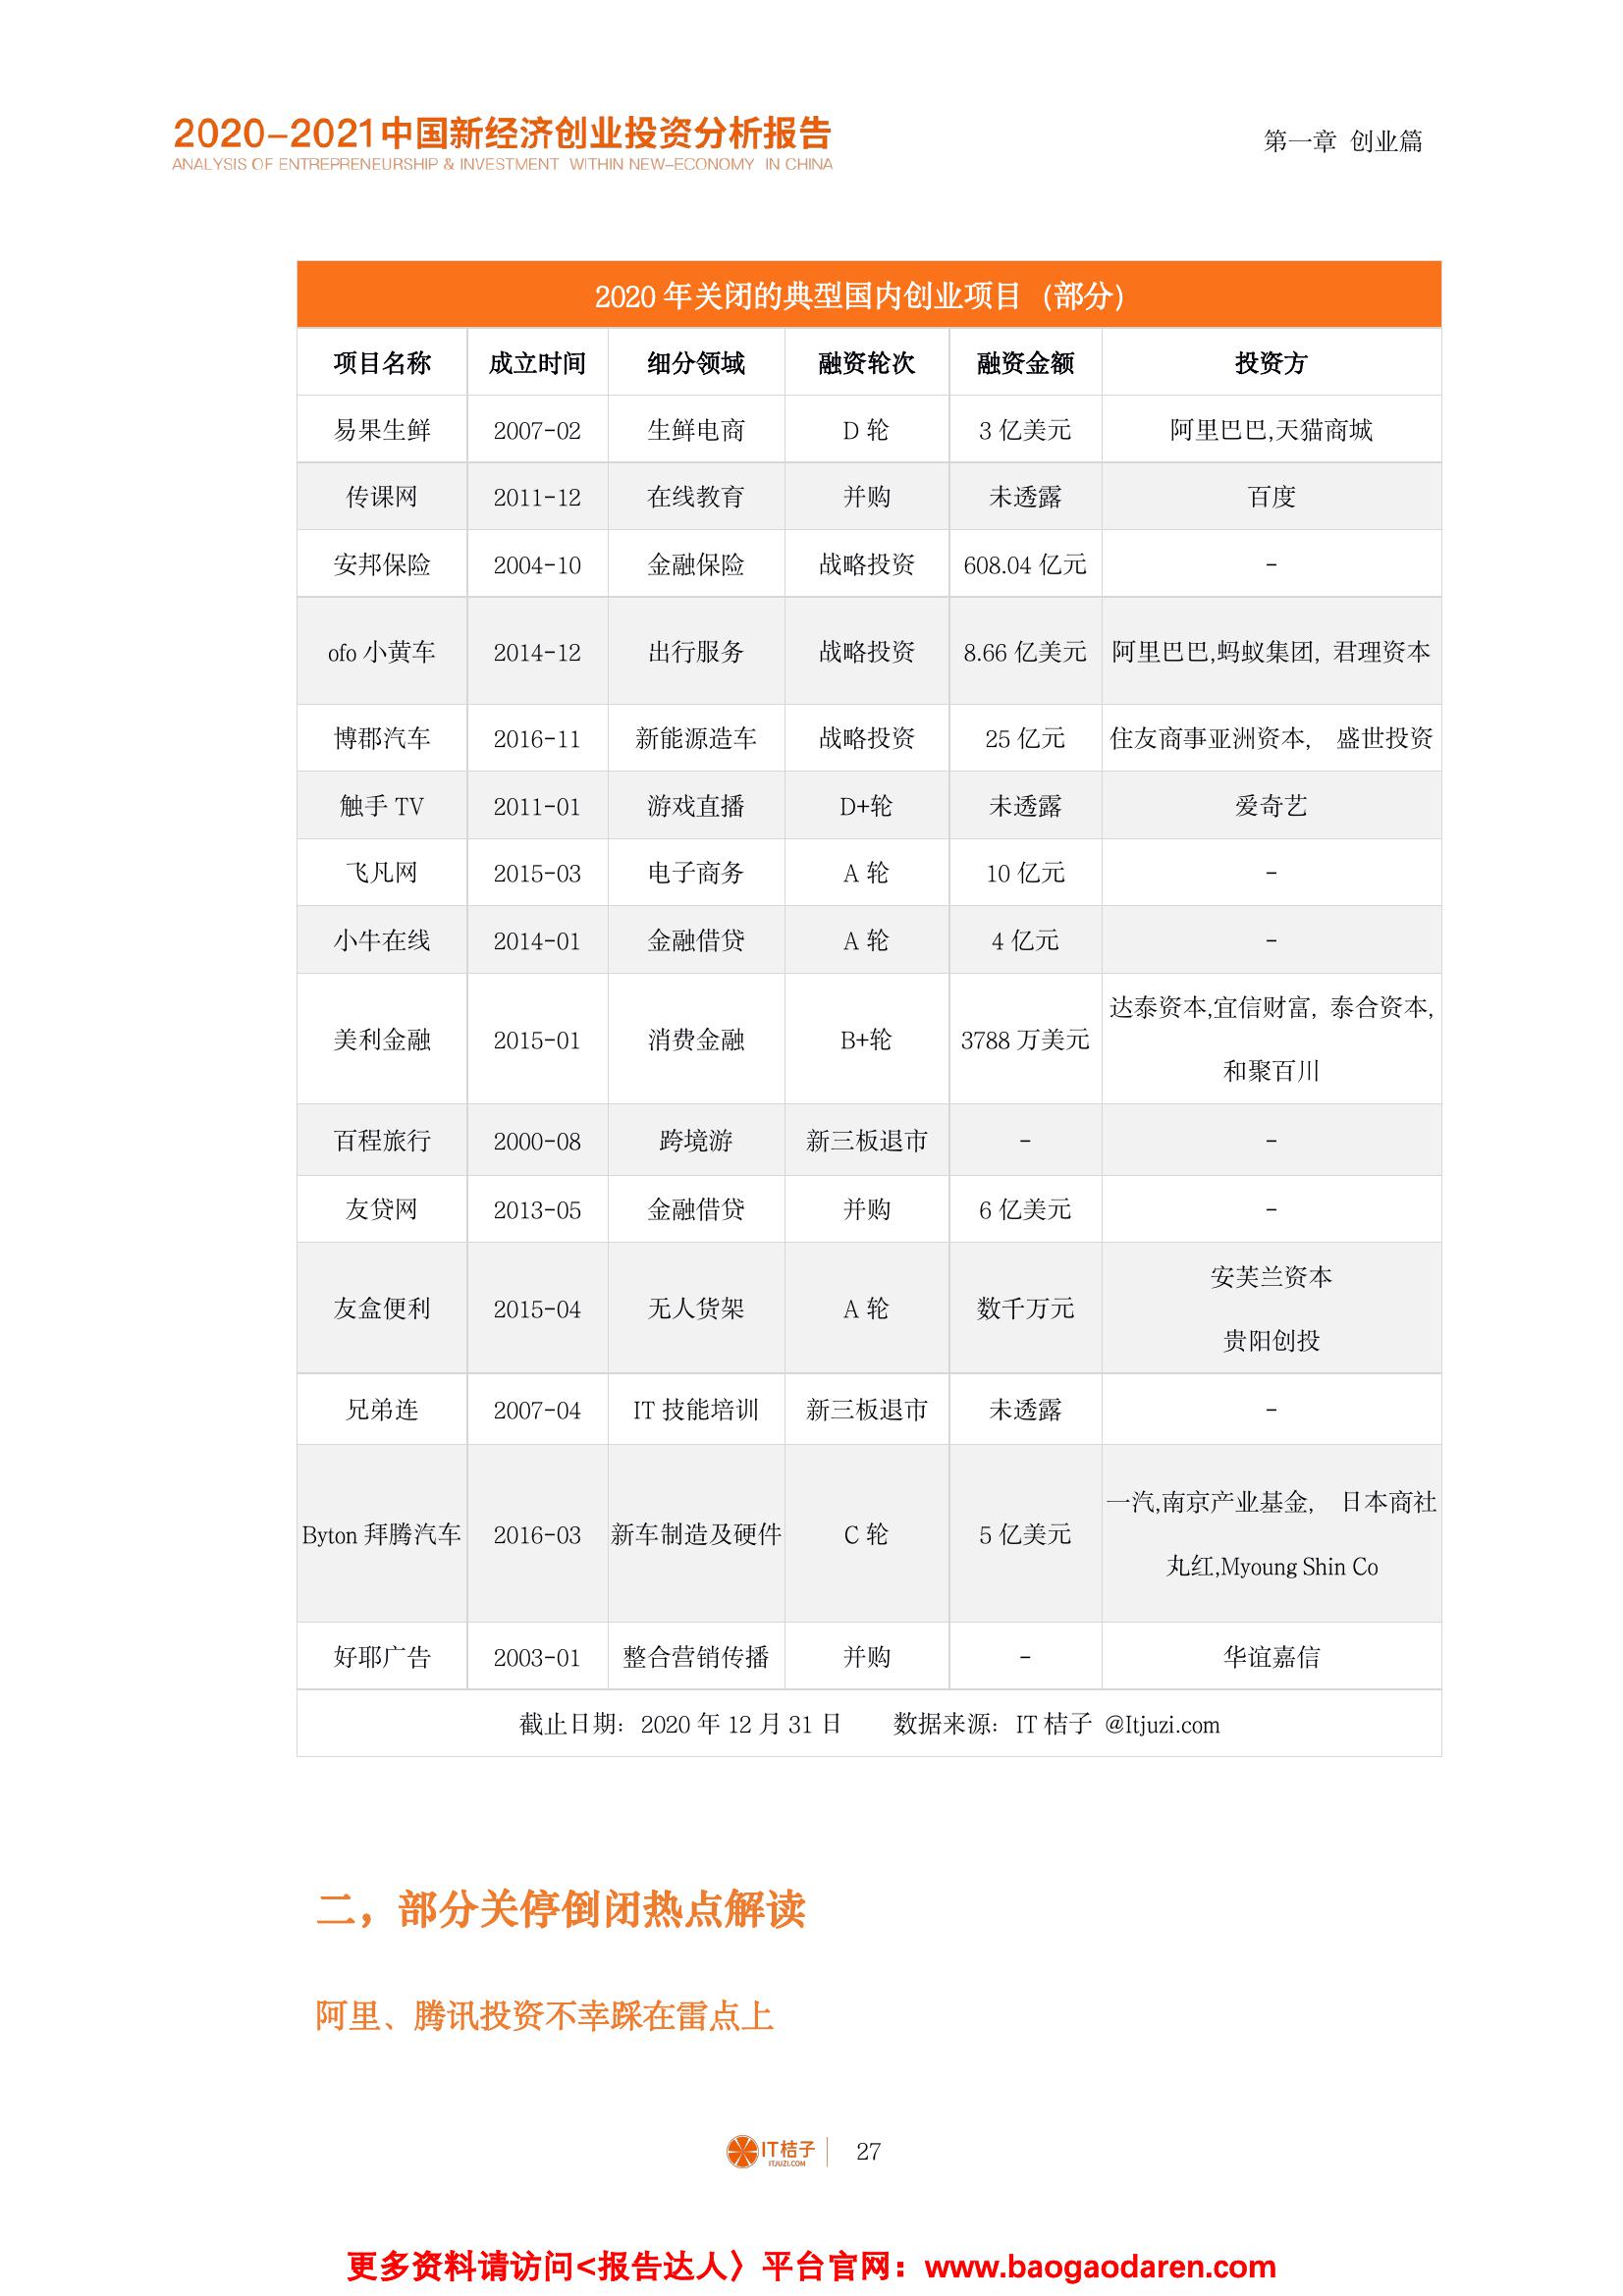 2020-2021中国新经济创业投资分析报告
ANALYSIS OF ENTREPRENEURSHIP & INVESTMENT WITHIN NEW-ECONOMY IN CHINA
第一章 创业篇
2020 年关闭的典型国内创业项目 (部分)
项目名称 成立时间 细分领域 融资轮次 融资金额 投资方
易果生鲜 2007-02 生鲜电商 D 轮 3 亿美元 阿里巴巴,天猫商城
传课网 2011-12 在线教育 并购 未透露 百度
安邦保险 2004-10 金融保险 战略投资 608.04 亿元 -
ofo 小黄车 2014-12 出行服务 战略投资 8.66 亿美元 阿里巴巴,蚂蚁集团, 君理资本
博郡汽车 2016-11 新能源造车 战略投资 25 亿元 住友商事亚洲资本, 盛世投资
触手 TV 2011-01 游戏直播 D+轮 未透露 爱奇艺
飞凡网 2015-03 电子商务 A 轮 10 亿元 -
小牛在线 2014-01 金融借贷 A 轮 4 亿元 -
美利金融 2015-01 消费金融 B+轮 3788 万美元 达泰资本,宜信财富, 泰合资本,
和聚百川
百程旅行 2000-08 跨境游 新三板退市 - -
友贷网 2013-05 金融借贷 并购 6 亿美元 -
友盒便利 2015-04 无人货架 A 轮 数千万元 安芙兰资本
贵阳创投
兄弟连 2007-04 IT 技能培训 新三板退市 未透露 -
Byton 拜腾汽车 2016-03 新车制造及硬件 C 轮 5 亿美元 一汽,南京产业基金, 日本商社
丸红,Myoung Shin Co
好耶广告 2003-01 整合营销传播 并购 - 华谊嘉信
截止日期: 2020 年 12 月 31 日 数据来源: IT 桔子 @Itjuzi.com
二，部分关停倒闭热点解读
阿里、腾讯投资不幸踩在雷点上
IT桔子
ITJUZI.COM
27
更多资料请访问<报告达人〉平台官网：www.baogaodaren.com